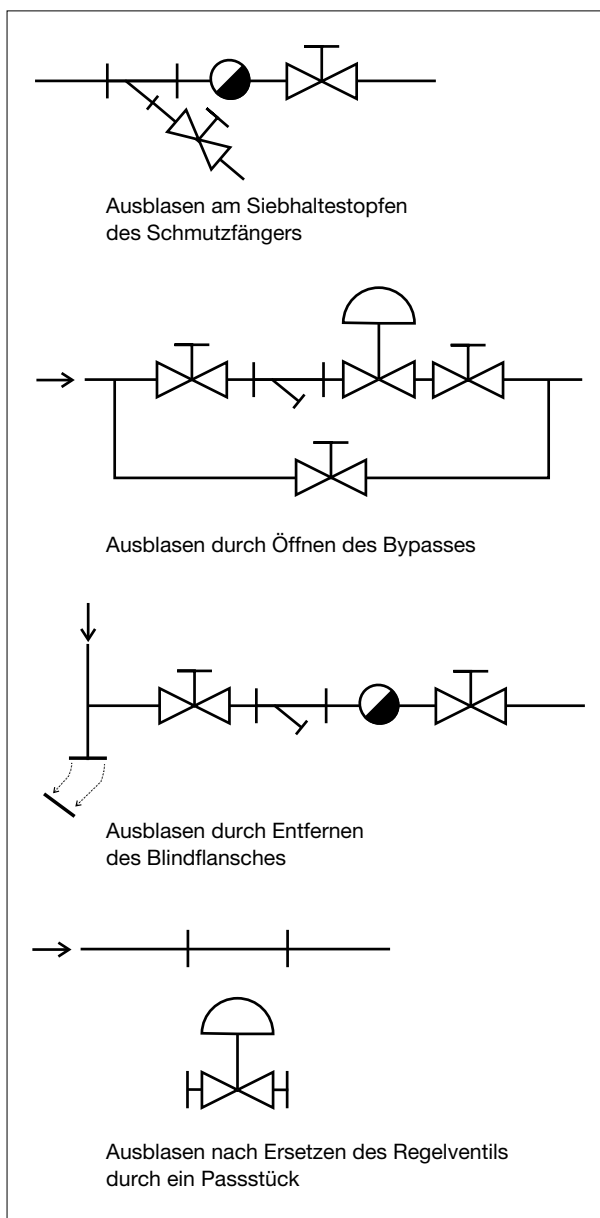 Ausblasen am Siebhaltestopfen
des Schmutzfängers
Ausblasen durch Öffnen des Bypasses
Ausblasen durch Entfernen
des Blindflansches
Ausblasen nach Ersetzen des Regelventils
durch ein Passstück